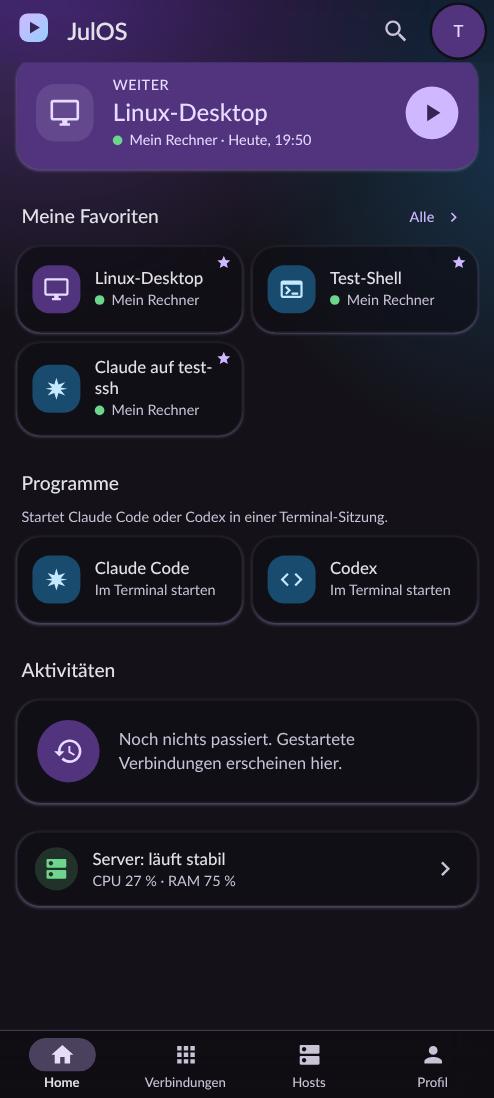 JulOS
T
WEITER
Linux-Desktop
Mein Rechner · Heute, 19:50
Meine Favoriten
Alle
Linux-Desktop
Mein Rechner
Test-Shell
Mein Rechner
Claude auf test-
ssh
Mein Rechner
Programme
Startet Claude Code oder Codex in einer Terminal-Sitzung.
Claude Code
Im Terminal starten
Codex
Im Terminal starten
Aktivitäten
Noch nichts passiert. Gestartete
Verbindungen erscheinen hier.
Server: läuft stabil
CPU 27 % · RAM 75 %
Home
Verbindungen
Hosts
Profil